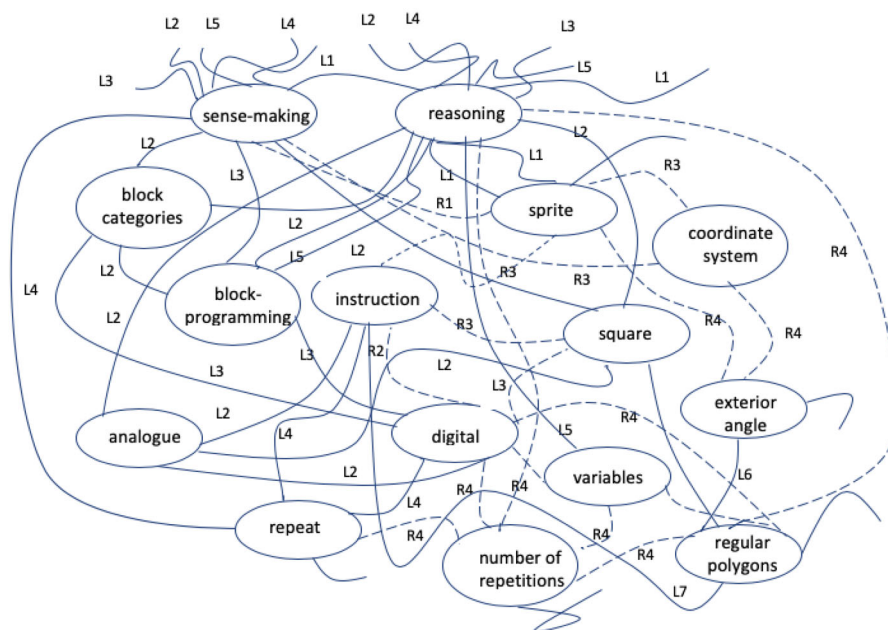 L2
L5
L4
L2
L4
L3
L3
L1
L5
L1
sense-making
reasoning
L4
L2
L2
L3
L1
L1
R3
block
categories
R1
sprite
coordinate
system
L2
L2
L5
L2
R3
R3
R4
L4
block-
programming
instruction
L2
R3
square
R4
R4
L3
L3
R2
L2
L3
analogue
L2
L4
digital
L5
R4
exterior
angle
L2
variables
L6
L4
R4
R4
repeat
R4
R4
R4
number of
repetitions
regular
polygons
L7